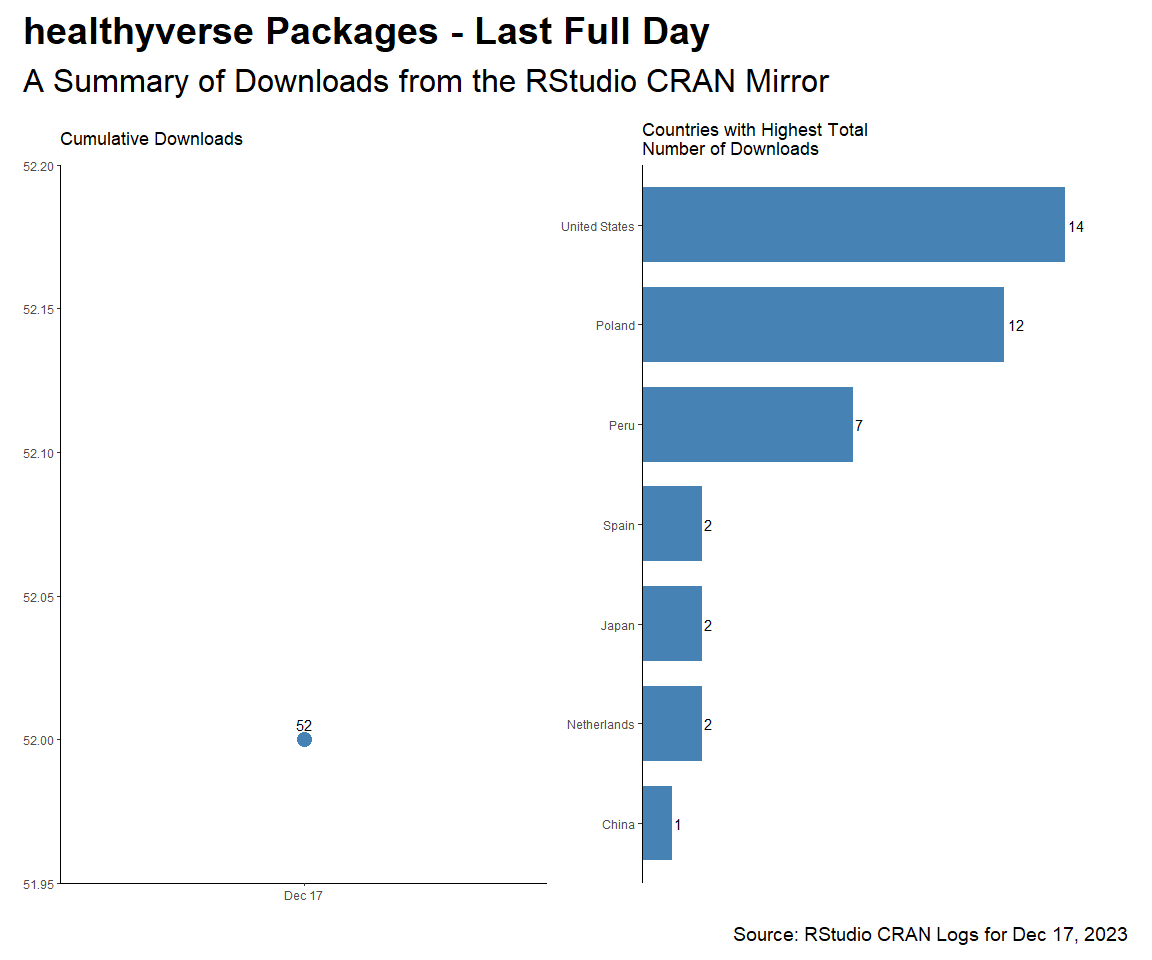 healthyverse Packages - Last Full Day
A Summary of Downloads from the RStudio CRAN Mirror
Cumulative Downloads
52.20
52.15
52.10
52.05
52.00
51.95
52
Dec 17
Countries with Highest Total
Number of Downloads
United States 14
Poland 12
Peru 7
Spain 2
Japan 2
Netherlands 2
China 1
Source: RStudio CRAN Logs for Dec 17, 2023